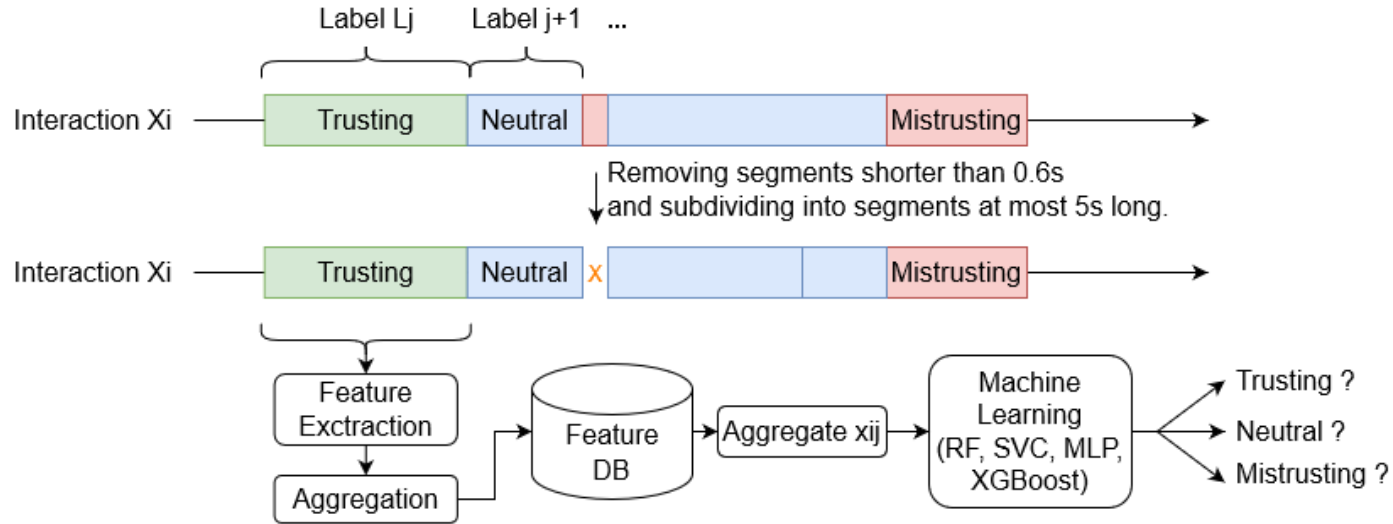 Label Lj Label j+1 ...
Interaction Xi Trusting Neutral Mistrusting
Removing segments shorter than 0.6s
and subdividing into segments at most 5s long.
Interaction Xi Trusting Neutral X Mistrusting
Feature
Exctraction
Aggregation
Feature
DB
Aggregate xij
Machine
Learning
(RF, SVC, MLP,
XGBoost)
Trusting ?
Neutral ?
Mistrusting ?